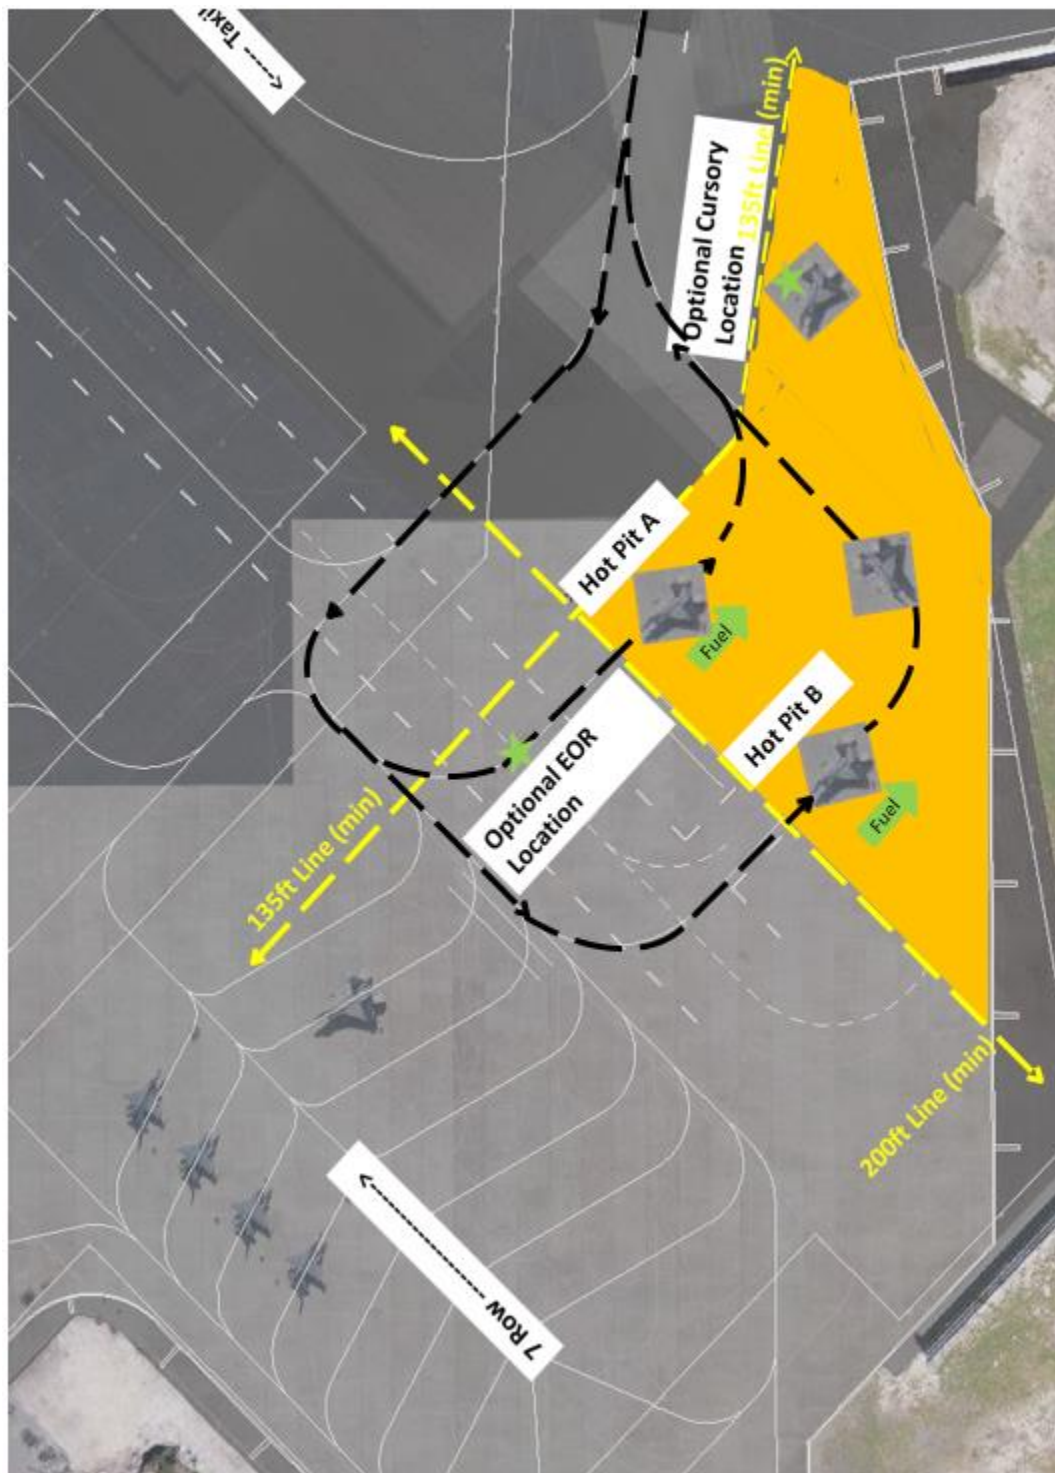 <---- Taxi
135ft Line (min)
Optional Cursory
Location
Hot Pit A
Fuel
Optional EOR
Location
Hot Pit B
Fuel
135ft Line (min)
200ft Line (min)
7 Row ---------->